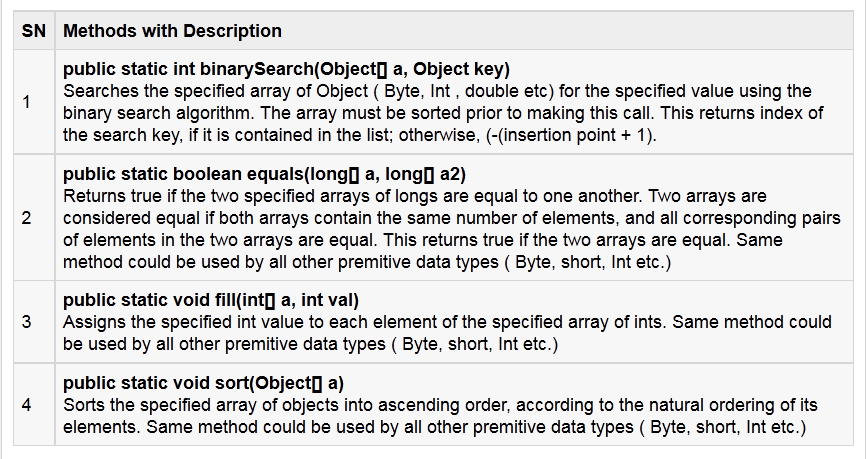 SN Methods with Description
public static int binarySearch(Object[] a, Object key)
Searches the specified array of Object ( Byte, Int , double etc) for the specified value using the
1
binary search algorithm. The array must be sorted prior to making this call. This returns index of
the search key, if it is contained in the list; otherwise, (-(insertion point + 1).
public static boolean equals(long[] a, long[] a2)
Returns true if the two specified arrays of longs are equal to one another. Two arrays are
2 considered equal if both arrays contain the same number of elements, and all corresponding pairs
of elements in the two arrays are equal. This returns true if the two arrays are equal. Same
method could be used by all other premitive data types ( Byte, short, Int etc.)
public static void fill(int[] a, int val)
3 Assigns the specified int value to each element of the specified array of ints. Same method could
be used by all other premitive data types ( Byte, short, Int etc.)
public static void sort(Object[] a)
4 Sorts the specified array of objects into ascending order, according to the natural ordering of its
elements. Same method could be used by all other premitive data types ( Byte, short, Int etc.)